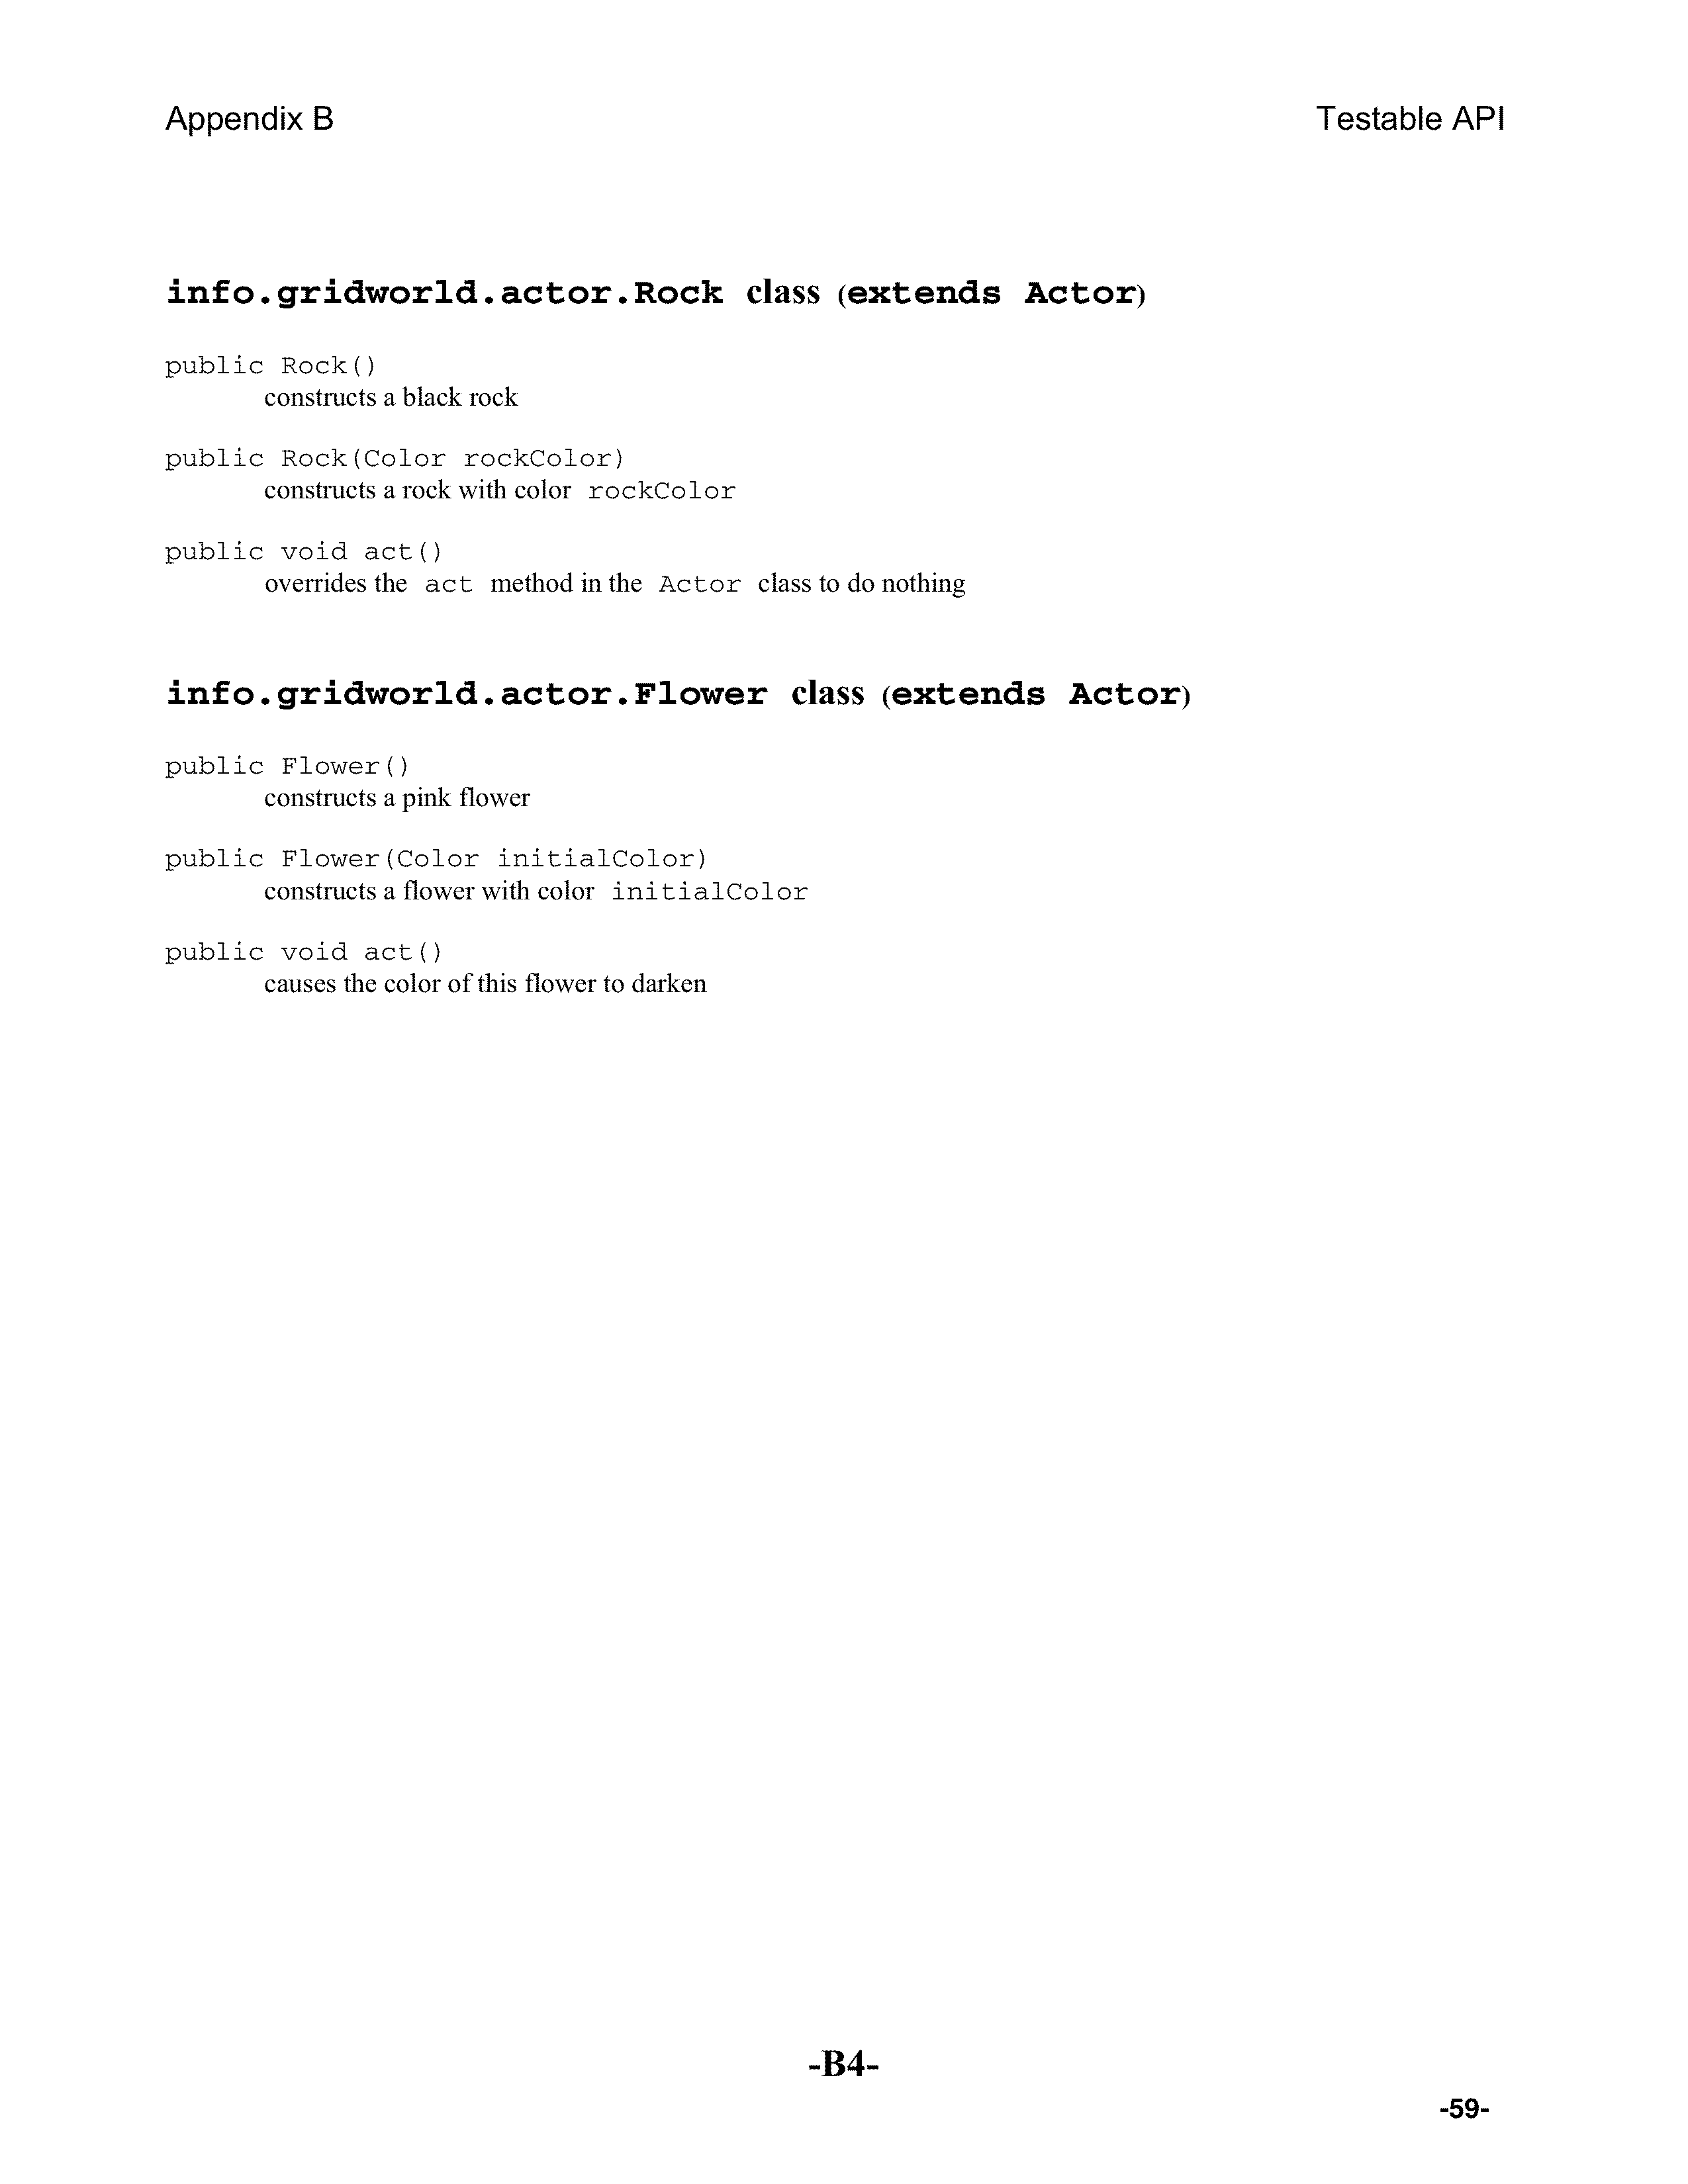 Appendix B Testable API
info.gridworld.actor.Rock class (extends Actor)
public Rock()
constructs a black rock
public Rock(Color rockColor)
constructs a rock with color rockColor
public void act()
overrides the act method in the Actor class to do nothing
info.gridworld.actor.Flower class (extends Actor)
public Flower()
constructs a pink flower
public Flower(Color initialColor)
constructs a flower with color initialColor
public void act()
causes the color of this flower to darken
-B4-
-59-